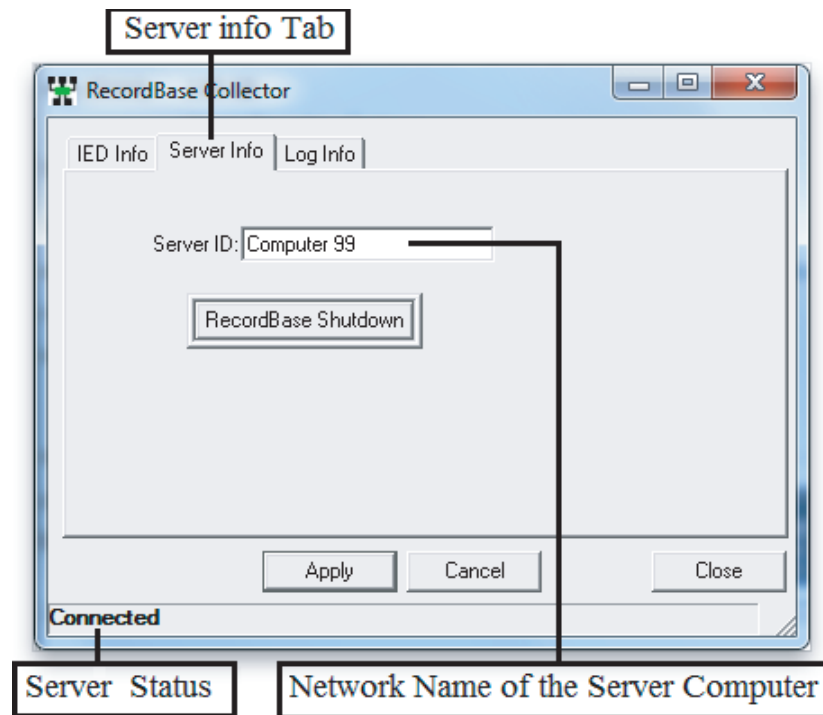 Server info Tab
RecordBase Collector
IED Info Server Info Log Info
Server ID: Computer 99
RecordBase Shutdown
Apply Cancel Close
Connected
Server Status Network Name of the Server Computer